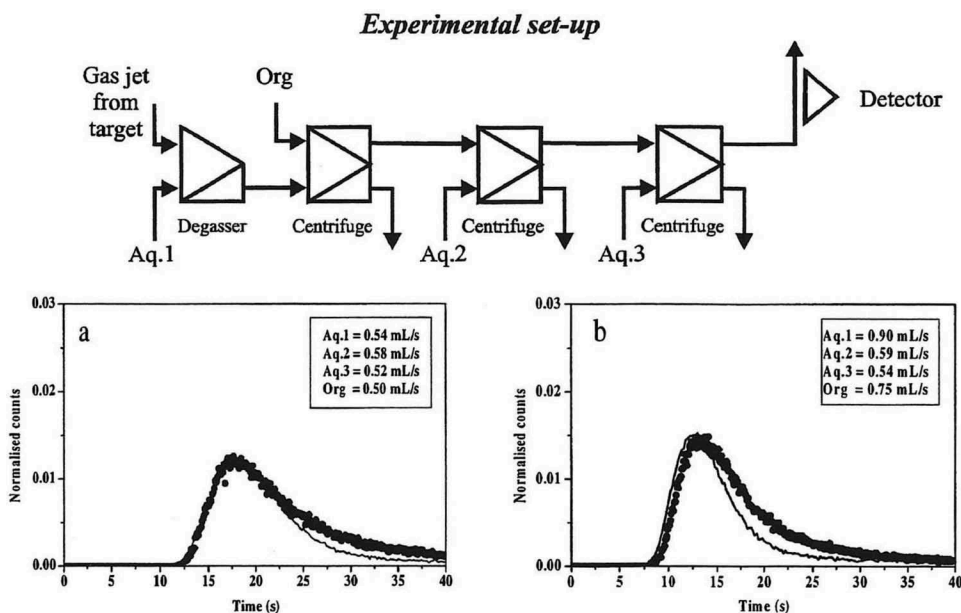 Experimental set-up
Gas jet
from
target
Org
Detector
Degasser
Centrifuge
Centrifuge
Centrifuge
Aq.1
Aq.2
Aq.3
a
Aq.1 = 0.54 mL/s
Aq.2 = 0.58 mL/s
Aq.3 = 0.52 mL/s
Org = 0.50 mL/s
Normalised counts
0.03
0.02
0.01
0.00
0 5 10 15 20 25 30 35 40
Time (s)
b
Aq.1 = 0.90 mL/s
Aq.2 = 0.59 mL/s
Aq.3 = 0.54 mL/s
Org = 0.75 mL/s
Normalised counts
0.03
0.02
0.01
0.00
0 5 10 15 20 25 30 35 40
Time (s)